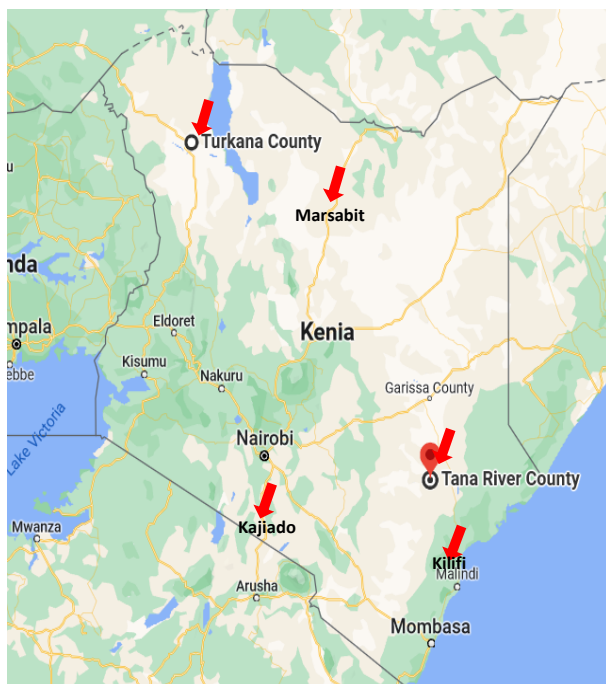 Turkana County
u
Marsabit
nda
Eldoret
mpala
Kenia
ebbe
Kisumu
Nakuru
Garissa County
Lake Victoria
Nairobi
Tana River County
Mwanza
Kajiado
Kilifi
Malindi
Arusha
Mombasa